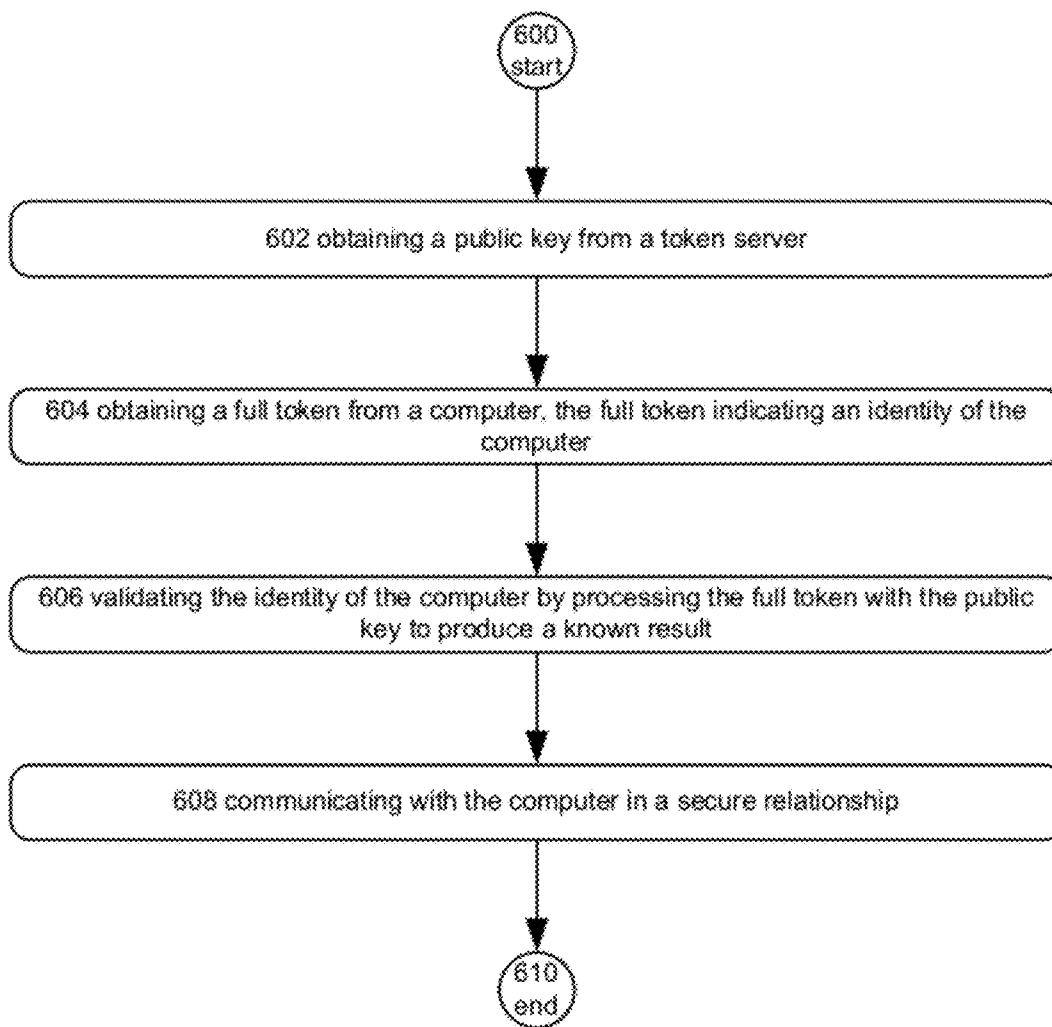 600
start
602 obtaining a public key from a token server
604 obtaining a full token from a computer, the full token indicating an identity of the
computer
606 validating the identity of the computer by processing the full token with the public
key to produce a known result
608 communicating with the computer in a secure relationship
610
end